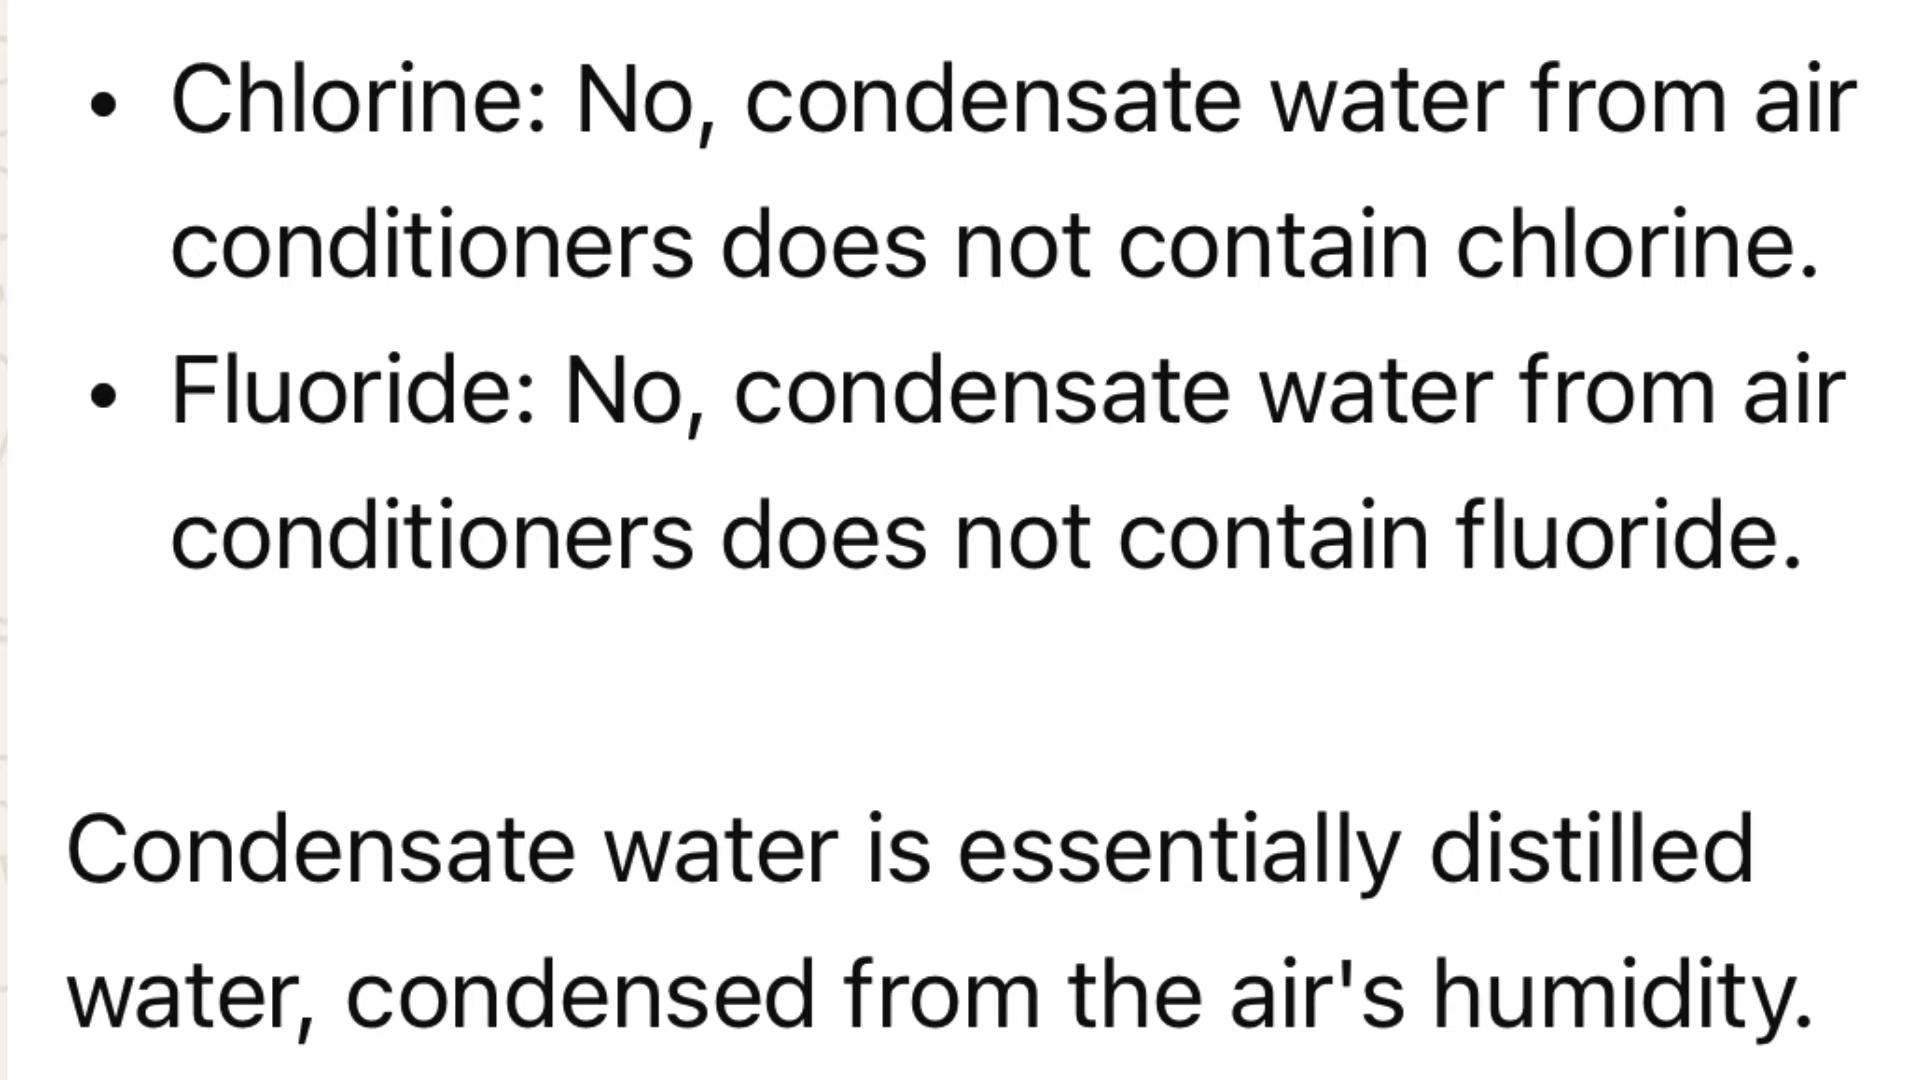 • Chlorine: No, condensate water from air
conditioners does not contain chlorine.
• Fluoride: No, condensate water from air
conditioners does not contain fluoride.
Condensate water is essentially distilled
water, condensed from the air's humidity.